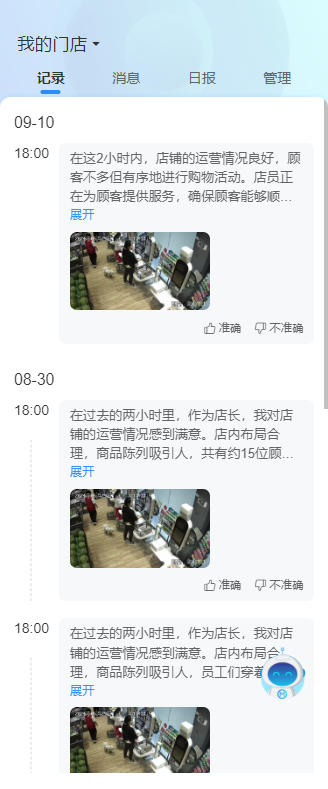 我的门店
记录 消息 日报 管理
09-10
18:00
在这2小时内，店铺的运营情况良好，顾
客不多但有序地进行购物活动。店员正
在为顾客提供服务，确保顾客能够顺...
展开
准确 不准确
08-30
18:00
在过去的两小时里，作为店长，我对店
铺的运营情况感到满意。店内布局合
理，商品陈列吸引人，共有约15位顾...
展开
准确 不准确
18:00
在过去的两小时里，作为店长，我对店
铺的运营情况感到满意。店内布局合
理，商品陈列吸引人，员工们穿着
展开